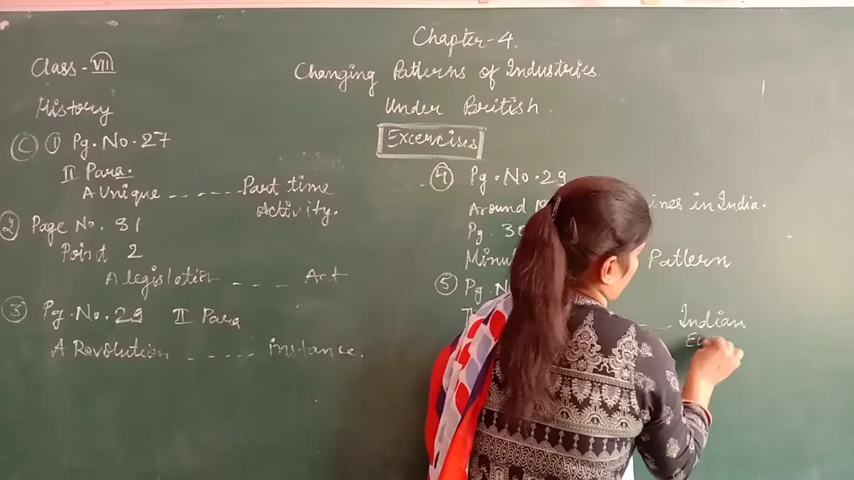 Chapter-4.
Class - VII
Changing Patterns of Industries.
History
Under British.
Excercises
(C) ① Pg. No. 27
II Para.
A Unique ------ Part time
Activity.
② Page No. 31
Point 2
A legislation ---- Act
③ Pg. No. 29 II Para
A Revolution ----- instance.
④ Pg. No. 29
Around ines in India.
Pg. 30
Pattern
⑤ Pg. N
Indian